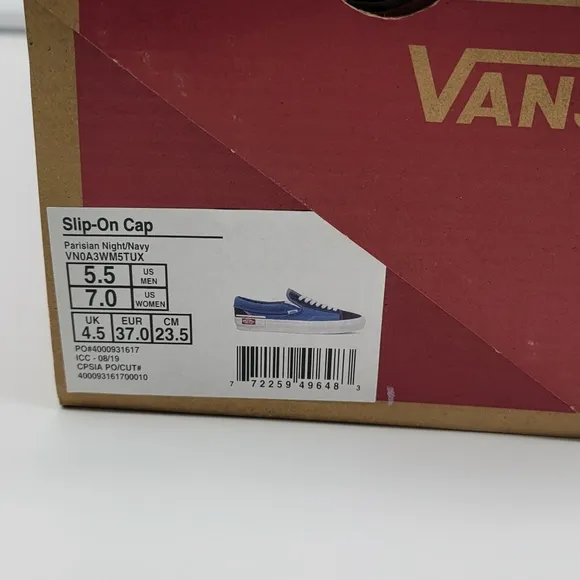 VANS
Slip-On Cap
Parisian Night/Navy
VN0A3WM5TUX
5.5 US MEN
7.0 US WOMEN
UK EUR CM
4.5 37.0 23.5
PO#4000931617
ICC - 08/19
CPSIA PO/CUT#
400093161700010
7 72259 49648 3